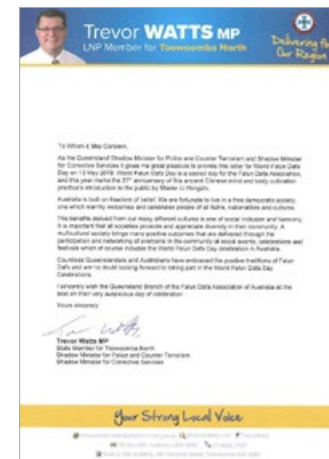 Trevor WATTS MP
LNP Member for Toowoomba North
Delivering for
Our Region
To Whom it May Concern,
As the Queensland Shadow Minister for Police and Counter Terrorism and Shadow Minister
for Corrective Services it gives me great pleasure to provide this letter for World Falun Dafa
Day on 13 May 2019. World Falun Dafa Day is a sacred day for the Falun Dafa Association,
and this year marks the 27th anniversary of this ancient Chinese mind and body cultivation
practice's introduction to the public by Master Li Hongzhi.
Australia is built on freedom of belief. We are fortunate to live in a free democratic society,
one which warmly welcomes and celebrates people of all faiths, nationalities and cultures.
The benefits derived from our many different cultures is one of social inclusion and harmony.
It is important that all societies promote and appreciate diversity in their community. A
multicultural society brings many positive outcomes that are delivered through the
participation and networking of everyone in the community at social events, celebrations and
festivals which of course includes the World Falun Dafa Day celebration in Australia.
Countless Queenslanders and Australians have embraced the positive traditions of Falun
Dafa and are no doubt looking forward to taking part in the World Falun Dafa Day
Celebrations.
I sincerely wish the Queensland Branch of the Falun Dafa Association of Australia all the
best on their very auspicious day of celebration.
Yours sincerely
Trevor Watts MP
State Member for Toowoomba North
Shadow Minister for Police and Counter Terrorism
Shadow Minister for Corrective Services
Your Strong Local Voice